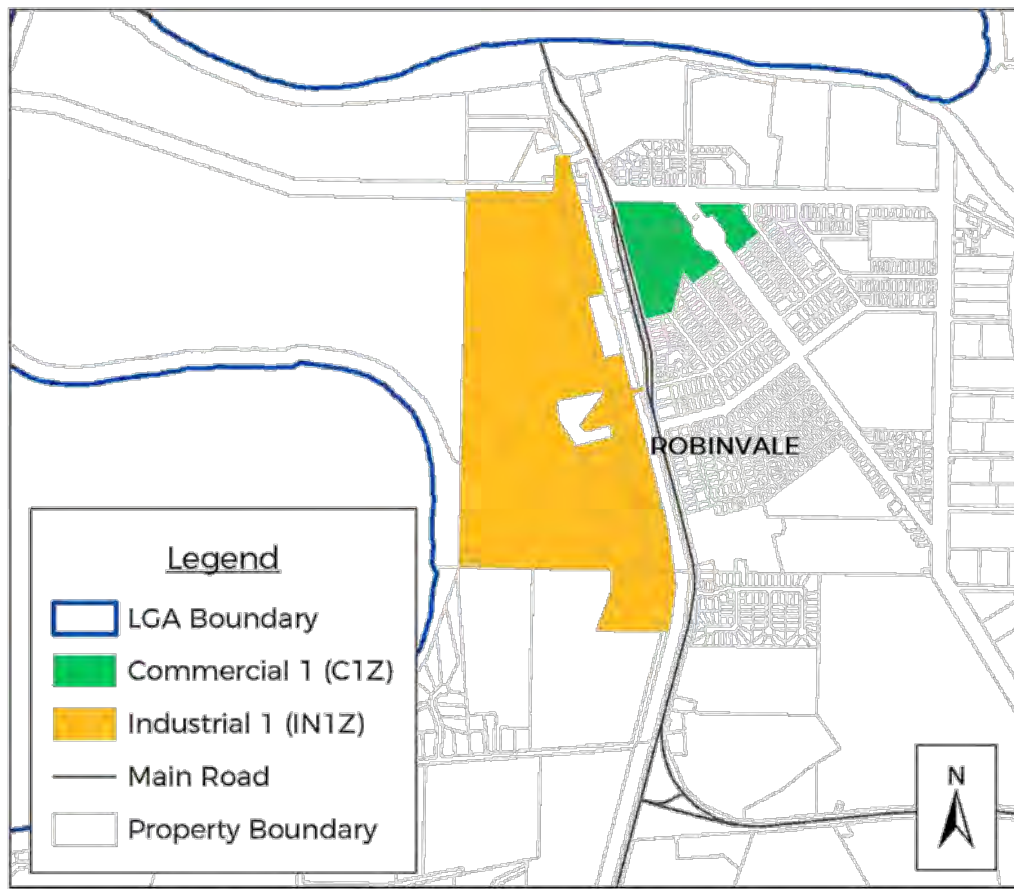 ROBINVALE
Legend
LGA Boundary
Commercial 1 (C1Z)
Industrial 1 (IN1Z)
Main Road
Property Boundary
N